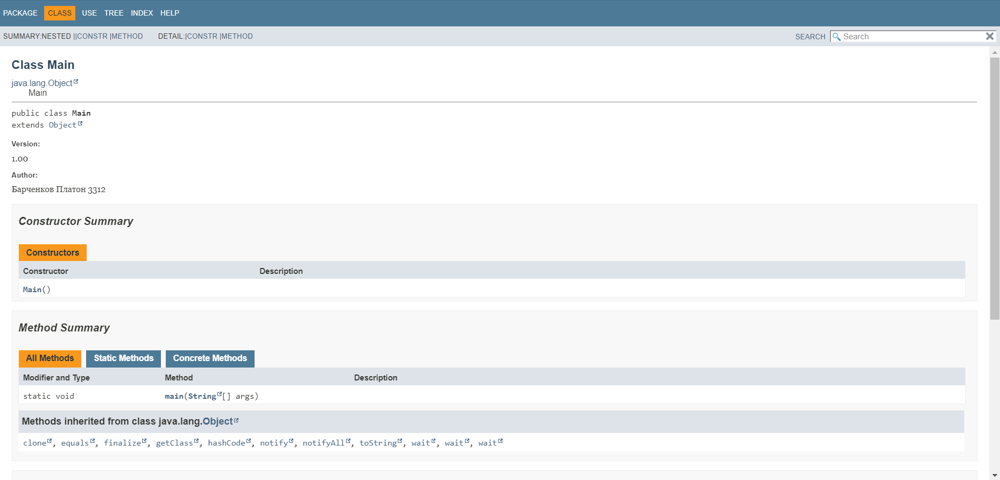 PACKAGE CLASS USE TREE INDEX HELP
SUMMARY:NESTED ||CONSTR |METHOD DETAIL:|CONSTR |METHOD SEARCH Search
Class Main
java.lang.Object
Main
public class Main
extends Object
Version:
1.00
Author:
Барченков Платон 3312
Constructor Summary
Constructors
Constructor Description
Main()
Method Summary
All Methods Static Methods Concrete Methods
Modifier and Type Method Description
static void main(String[] args)
Methods inherited from class java.lang.Object
clone, equals, finalize, getClass, hashCode, notify, notifyAll, toString, wait, wait, wait